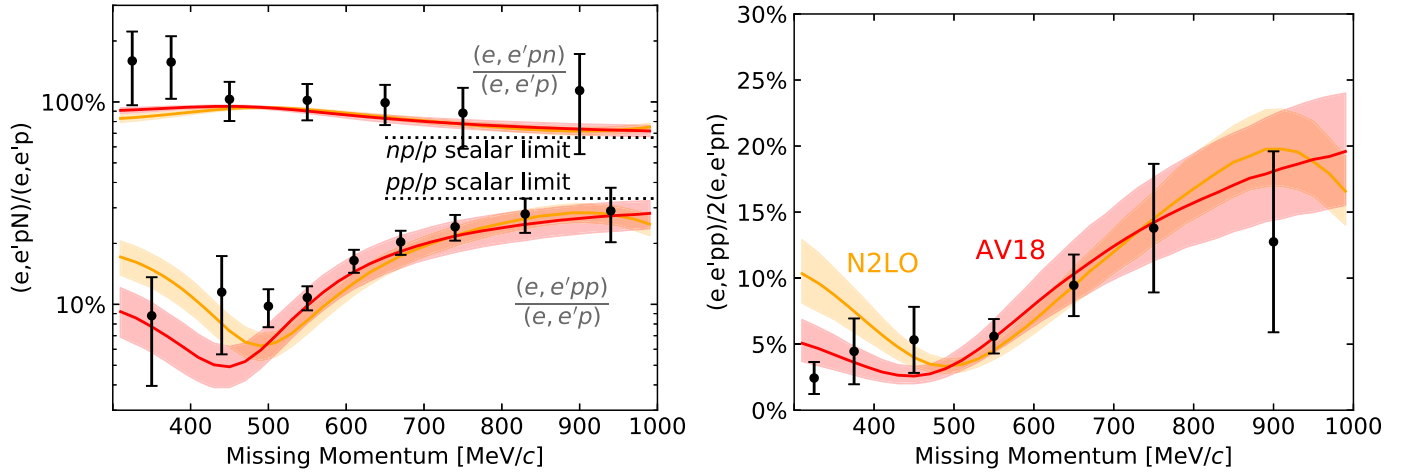 (e,e'pN)/(e,e'p)
100%
10%
(e, e'pn)
(e, e'p)
np/p scalar limit
pp/p scalar limit
(e, e'pp)
(e, e'p)
400 500 600 700 800 900 1000
Missing Momentum [MeV/c]
(e,e'pp)/2(e,e'pn)
30%
25%
20%
15%
10%
5%
0%
N2LO
AV18
400 500 600 700 800 900 1000
Missing Momentum [MeV/c]